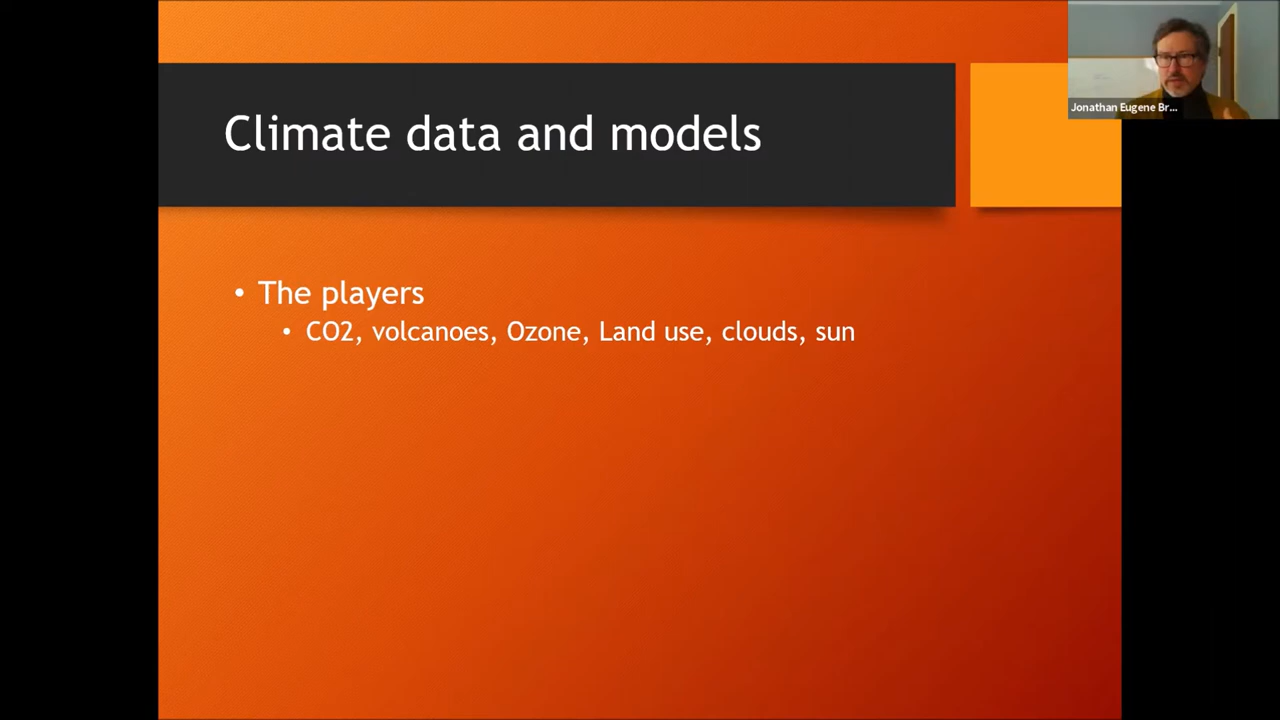 Climate data and models
Jonathan Eugene Br...
• The players
• CO2, volcanoes, Ozone, Land use, clouds, sun